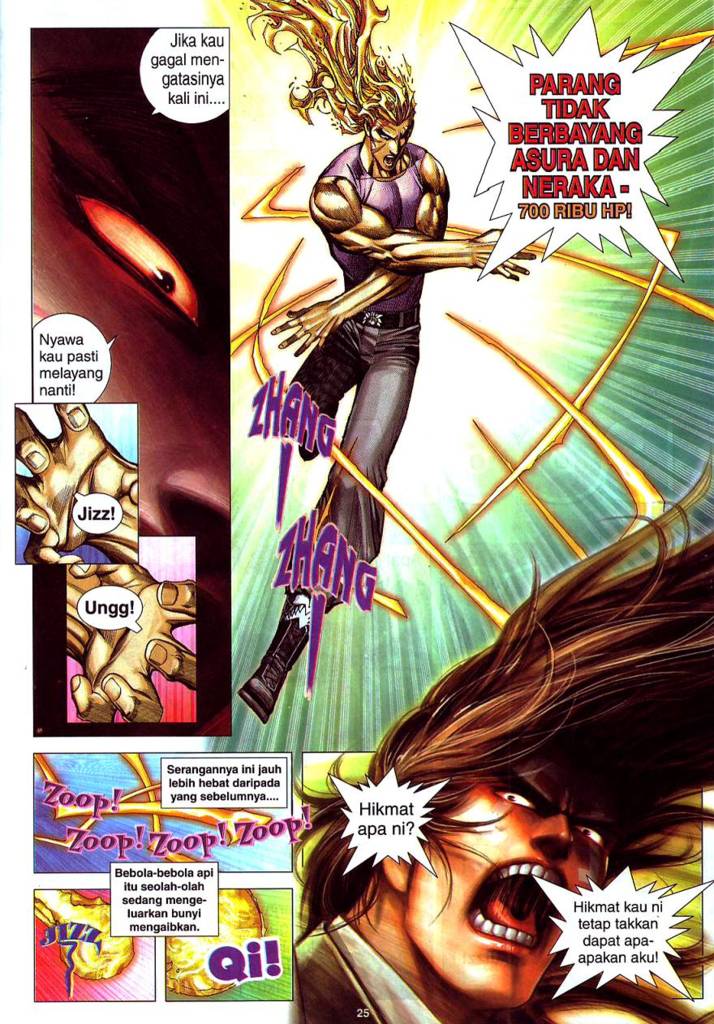 Jika kau
gagal men-
gatasinya
kali ini....
PARANG
TIDAK
BERBAYANG
ASURA DAN
NERAKA -
700 RIBU HP!
Nyawa
kau pasti
melayang
nanti!
Jizz!
Ungg!
ZHANG
!
ZHANG
!
Serangannya ini jauh
lebih hebat daripada
yang sebelumnya....
Zoop!
Zoop! Zoop! Zoop!
Bebola-bebola api
itu seolah-olah
sedang menge-
luarkan bunyi
mengaibkan.
JIZZ
!
Qi!
Hikmat
apa ni?
Hikmat kau ni
tetap takkan
dapat apa-
apakan aku!
25